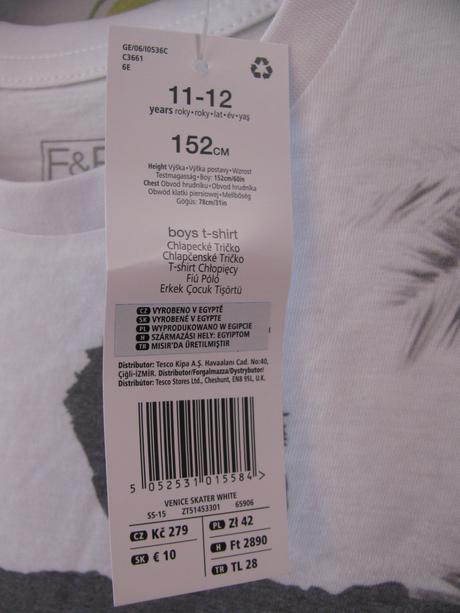 GE/06/I0536C
C3661
6E
11-12
years roky•roky•lat•év•yaş
152CM
Height Výška•Výška postavy•Wzrost
Testmagasság•Boy: 152cm/60in
Chest Obvod hrudníku•Obvod hrudníka
Obwód klatki piersiowej•Mellbőség
Göğüs: 78cm/31in
F&F
boys t-shirt
Chlapecké Tričko
Chlapčenské Tričko
T-shirt Chłopięcy
Fiú Póló
Erkek Çocuk Tişörtü
CZ VYROBENO V EGYPTĚ
SK VYROBENÉ V EGYPTE
PL WYPRODUKOWANO W EGIPCIE
H SZÁRMAZÁSI HELY: EGYIPTOM
TR MISIR'DA ÜRETILMIŞTIR
Distributor: Tesco Kipa A.Ş. Havaalanı Cad. No:40,
Çiğli-İZMİR. Distributor/Forgalmazza/Dystrybutor/
Distribútor: Tesco Stores Ltd., Cheshunt, EN8 9SL, U.K.
5 052531 015584 >
VENICE SKATER WHITE
SS-15 ZT51453301 65906
CZ Kč 279
PL Zł 42
SK € 10
H Ft 2890
TR TL 28